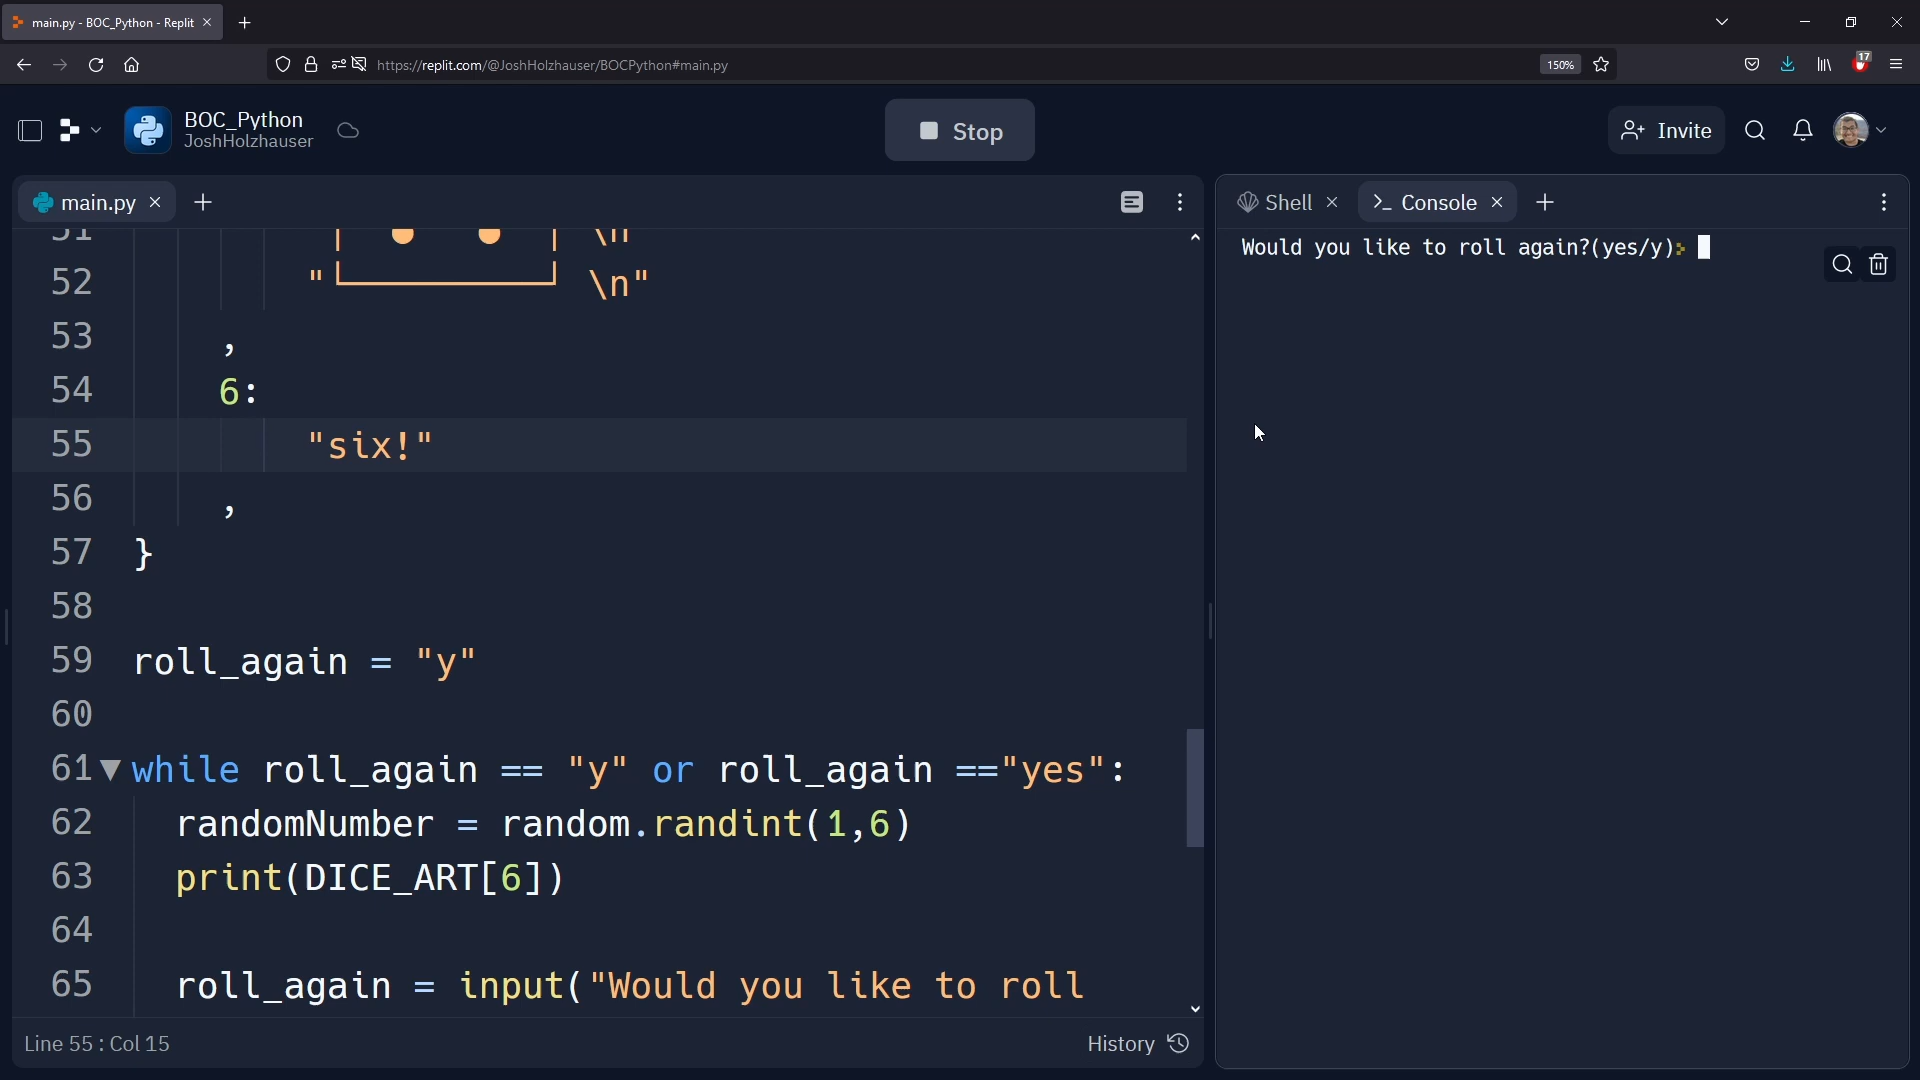 main.py - BOC_Python - Replit
https://replit.com/@JoshHolzhauser/BOCPython#main.py
150%
17
BOC_Python
JoshHolzhauser
Stop
Invite
main.py
51 \n
52 " \n"
53 ,
54 6:
55 "six!"
56 ,
57 }
58
59 roll_again = "y"
60
61 while roll_again == "y" or roll_again =="yes":
62 randomNumber = random.randint(1,6)
63 print(DICE_ART[6])
64
65 roll_again = input("Would you like to roll
Line 55 : Col 15
History
Shell
Console
Would you like to roll again?(yes/y):